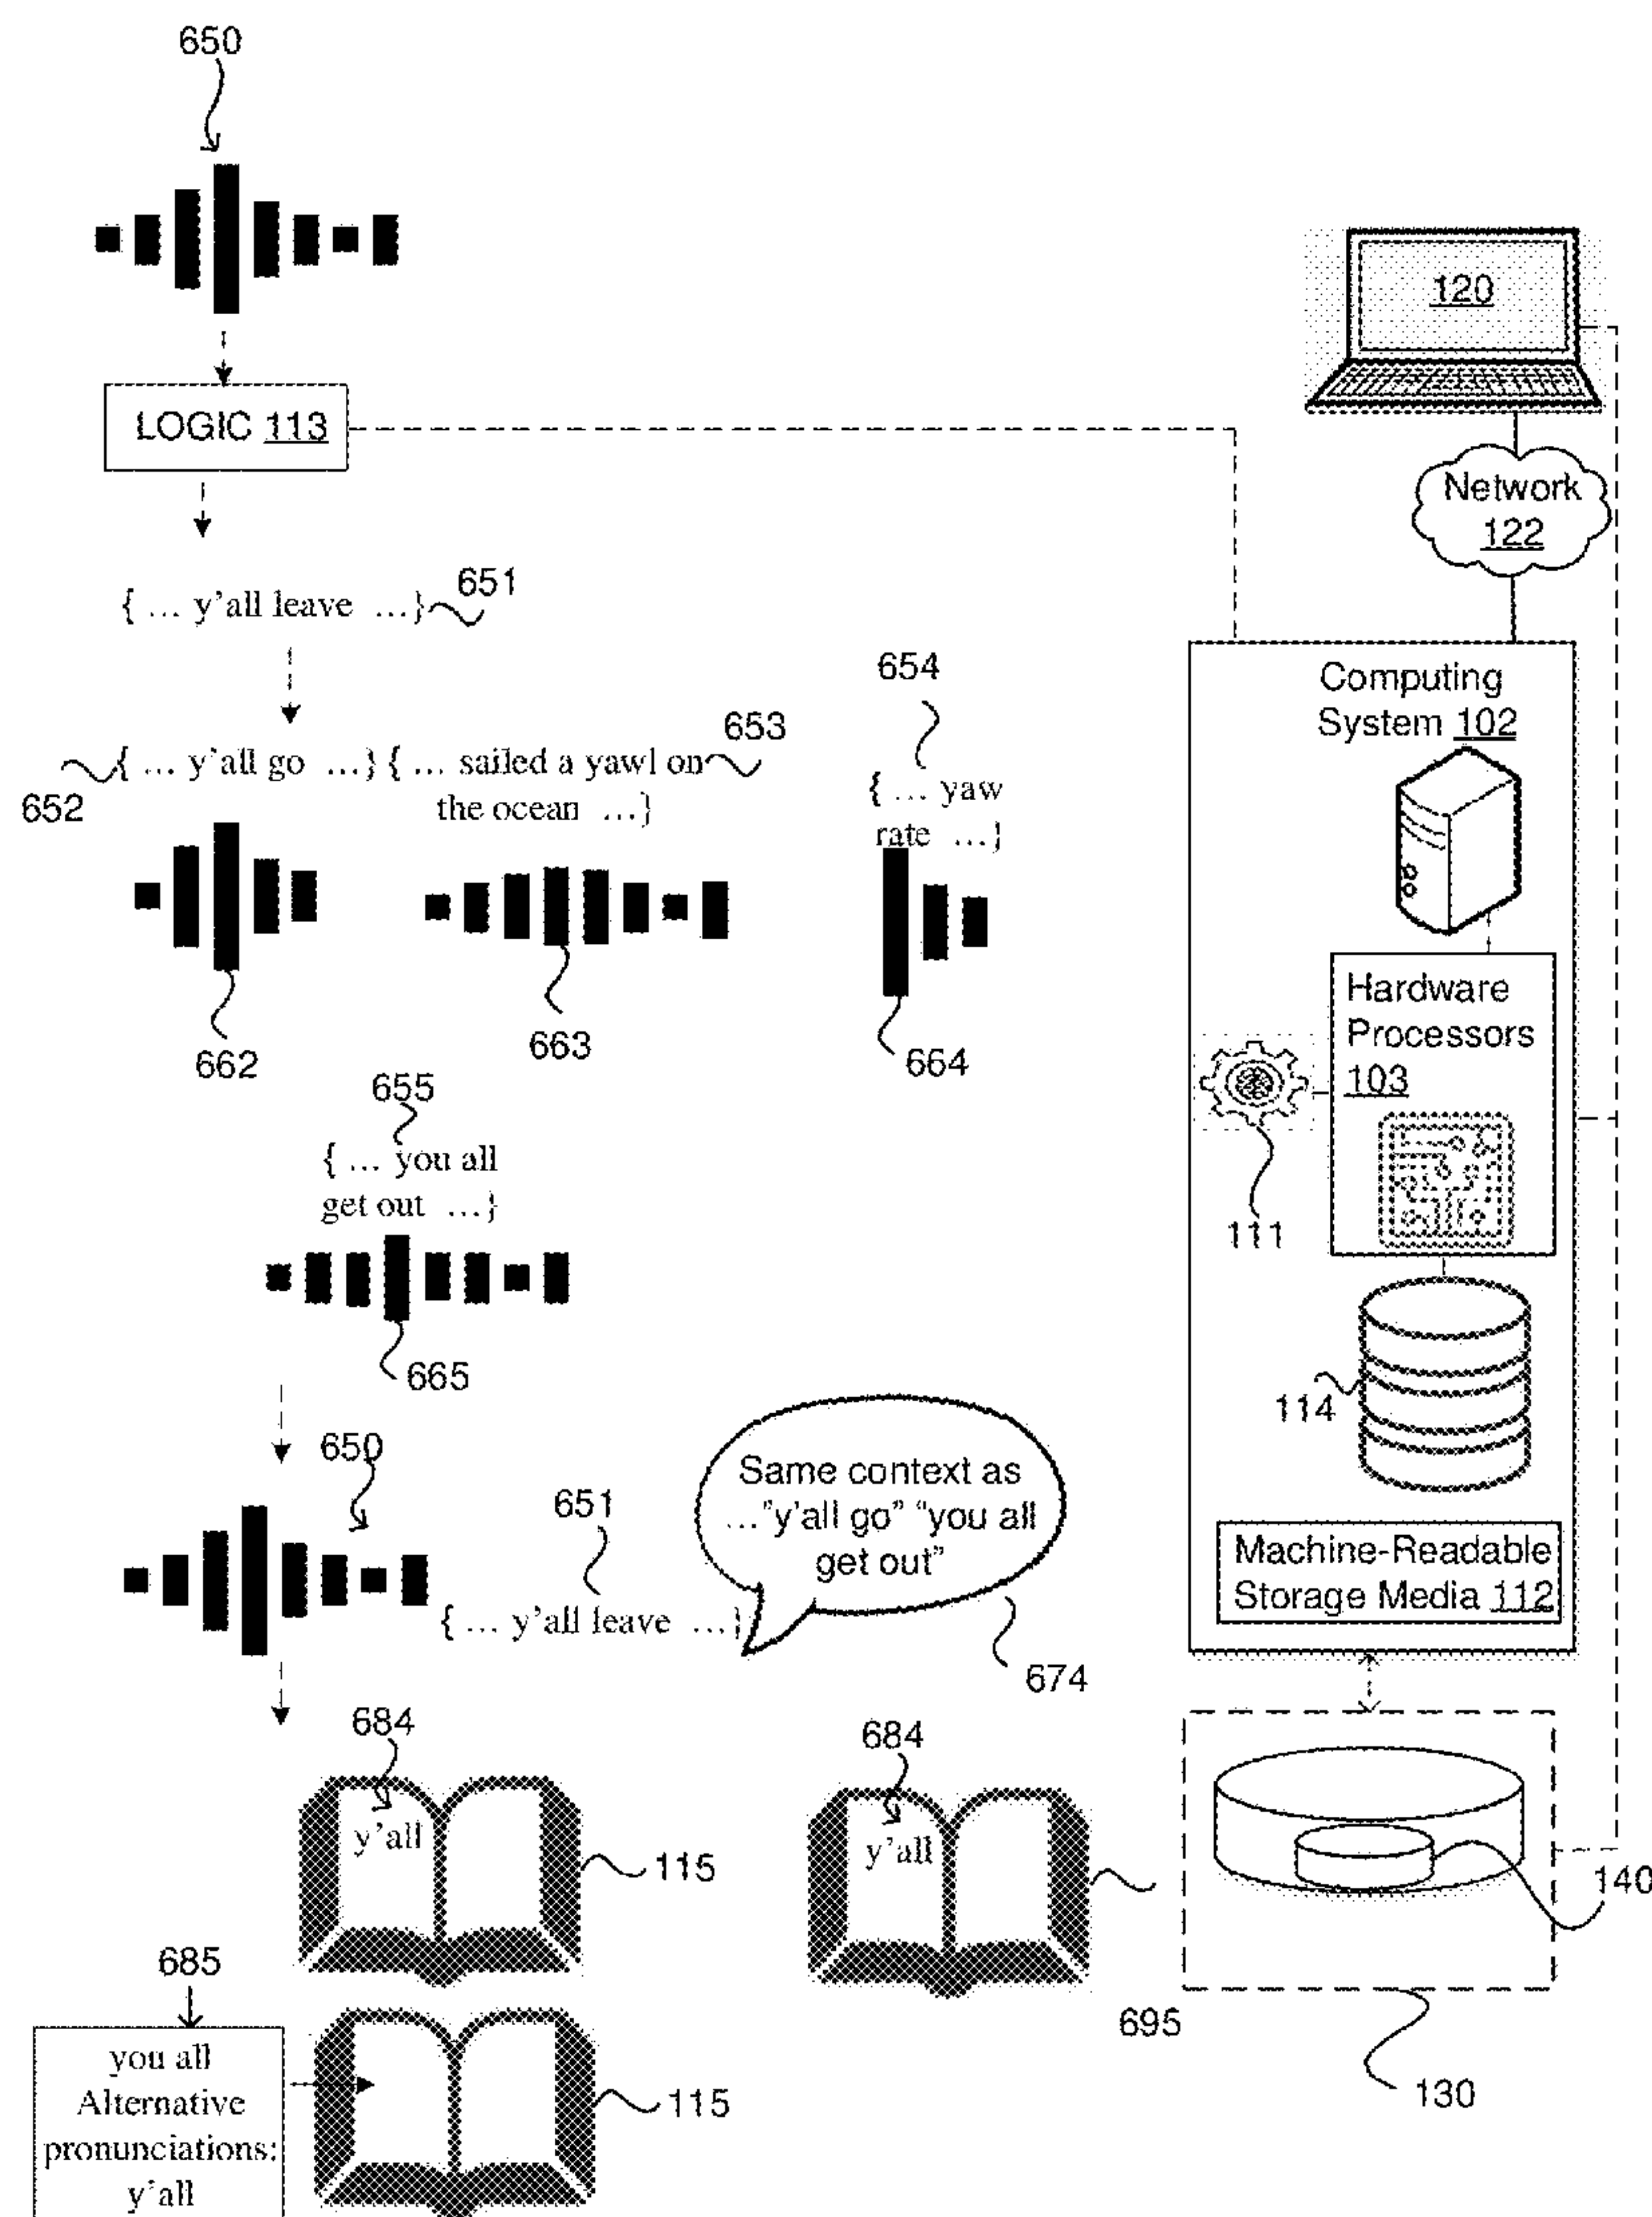 650
120
LOGIC 113
Network
122
{ ... y'all leave ...}
651
Computing
System 102
654
653
{ ... y'all go ...} { ... sailed a yawl on
the ocean ...}
652
{ ... yaw
rate ...}
Hardware
Processors
103
662
663
664
655
{ ... you all
get out ...}
111
665
114
650
651
Same context as
..."y'all go" "you all
get out"
{ ... y'all leave ...}
Machine-Readable
Storage Media 112
674
684
684
y'all
115
y'all
140
685
695
130
you all
Alternative
pronunciations:
y'all
115